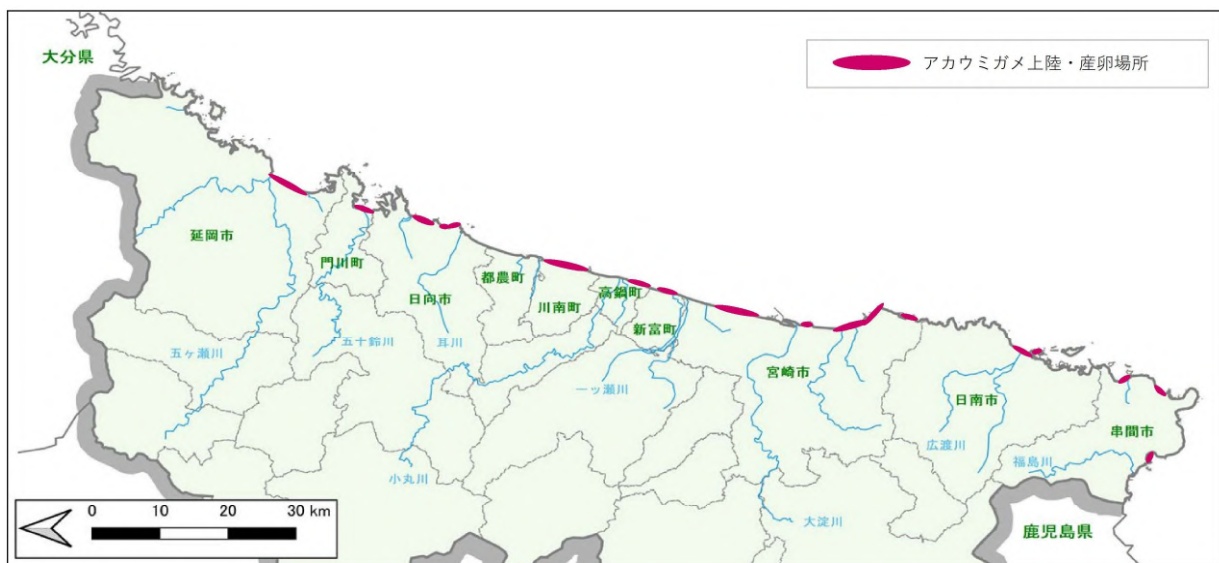 大分県
アカウミガメ上陸・産卵場所
延岡市
門川町
日向市
都農町
川南町
高鍋町
新富町
宮崎市
日南市
串間市
五ヶ瀬川
五十鈴川
耳川
小丸川
一ッ瀬川
大淀川
広渡川
福島川
鹿児島県
0 10 20 30 km